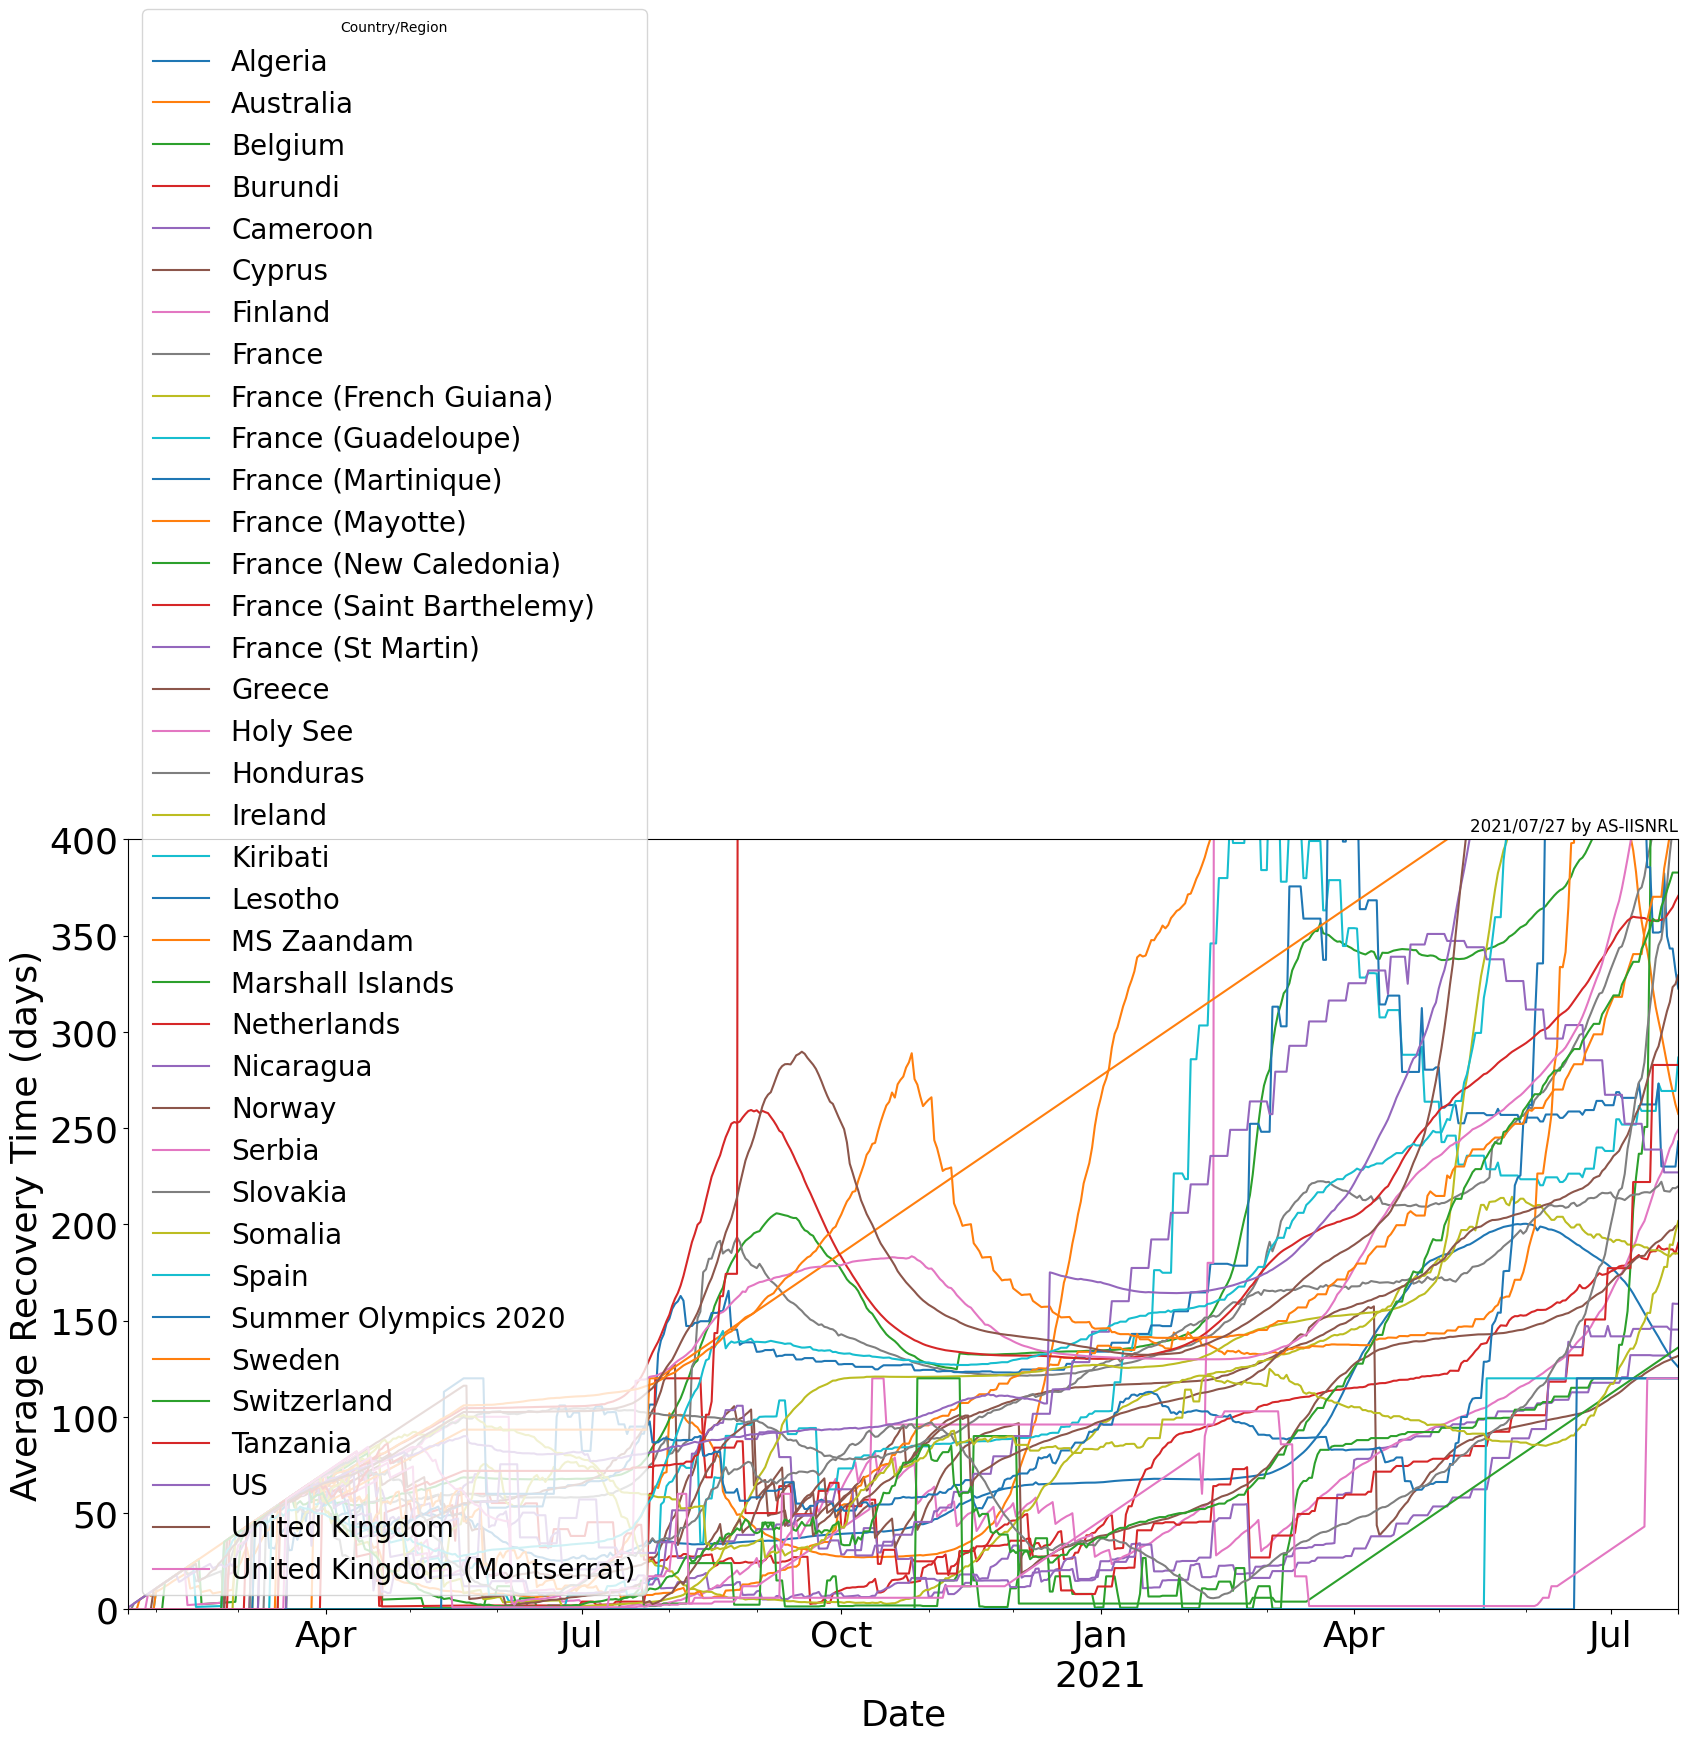 Country/Region
Algeria
Australia
Belgium
Burundi
Cameroon
Cyprus
Finland
France
France (French Guiana)
France (Guadeloupe)
France (Martinique)
France (Mayotte)
France (New Caledonia)
France (Saint Barthelemy)
France (St Martin)
Greece
Holy See
Honduras
Ireland
Kiribati
Lesotho
MS Zaandam
Marshall Islands
Netherlands
Nicaragua
Norway
Serbia
Slovakia
Somalia
Spain
Summer Olympics 2020
Sweden
Switzerland
Tanzania
US
United Kingdom
United Kingdom (Montserrat)
2021/07/27 by AS-IISNRL
Average Recovery Time (days)
400
350
300
250
200
150
100
50
0
Apr Jul Oct Jan Apr Jul
2021
Date